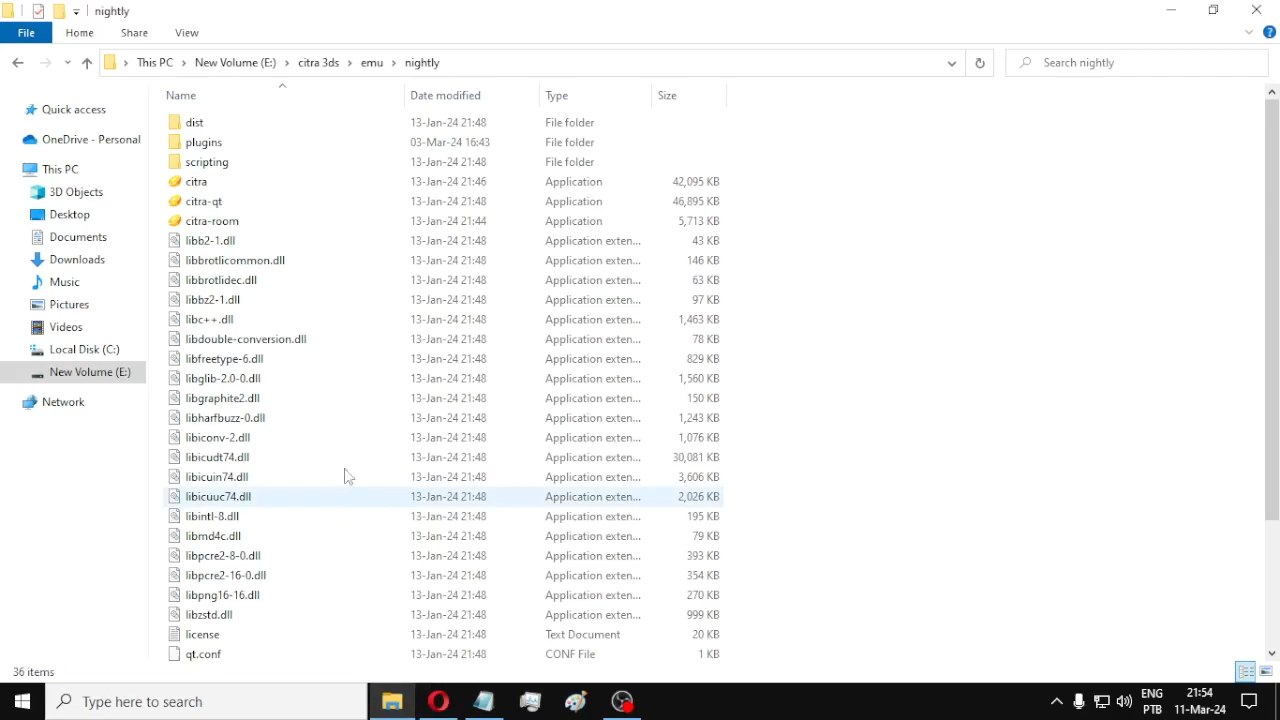 nightly
File Home Share View
This PC New Volume (E:) citra 3ds emu nightly Search nightly
Name Date modified Type Size
Quick access
OneDrive - Personal
This PC
3D Objects
Desktop
Documents
Downloads
Music
Pictures
Videos
Local Disk (C:)
New Volume (E:)
Network
dist 13-Jan-24 21:48 File folder
plugins 03-Mar-24 16:43 File folder
scripting 13-Jan-24 21:48 File folder
citra 13-Jan-24 21:46 Application 42,095 KB
citra-qt 13-Jan-24 21:48 Application 46,895 KB
citra-room 13-Jan-24 21:44 Application 5,713 KB
libb2-1.dll 13-Jan-24 21:48 Application exten... 43 KB
libbrotlicommon.dll 13-Jan-24 21:48 Application exten... 146 KB
libbrotlidec.dll 13-Jan-24 21:48 Application exten... 63 KB
libbz2-1.dll 13-Jan-24 21:48 Application exten... 97 KB
libc++.dll 13-Jan-24 21:48 Application exten... 1,463 KB
libdouble-conversion.dll 13-Jan-24 21:48 Application exten... 78 KB
libfreetype-6.dll 13-Jan-24 21:48 Application exten... 829 KB
libglib-2.0-0.dll 13-Jan-24 21:48 Application exten... 1,560 KB
libgraphite2.dll 13-Jan-24 21:48 Application exten... 150 KB
libharfbuzz-0.dll 13-Jan-24 21:48 Application exten... 1,243 KB
libiconv-2.dll 13-Jan-24 21:48 Application exten... 1,076 KB
libicudt74.dll 13-Jan-24 21:48 Application exten... 30,081 KB
libicuin74.dll 13-Jan-24 21:48 Application exten... 3,606 KB
libicuuc74.dll 13-Jan-24 21:48 Application exten... 2,026 KB
libintl-8.dll 13-Jan-24 21:48 Application exten... 195 KB
libmd4c.dll 13-Jan-24 21:48 Application exten... 79 KB
libpcre2-8-0.dll 13-Jan-24 21:48 Application exten... 393 KB
libpcre2-16-0.dll 13-Jan-24 21:48 Application exten... 354 KB
libpng16-16.dll 13-Jan-24 21:48 Application exten... 270 KB
libzstd.dll 13-Jan-24 21:48 Application exten... 999 KB
license 13-Jan-24 21:48 Text Document 20 KB
qt.conf 13-Jan-24 21:48 CONF File 1 KB
36 items
Type here to search
ENG 21:54
PTB 11-Mar-24